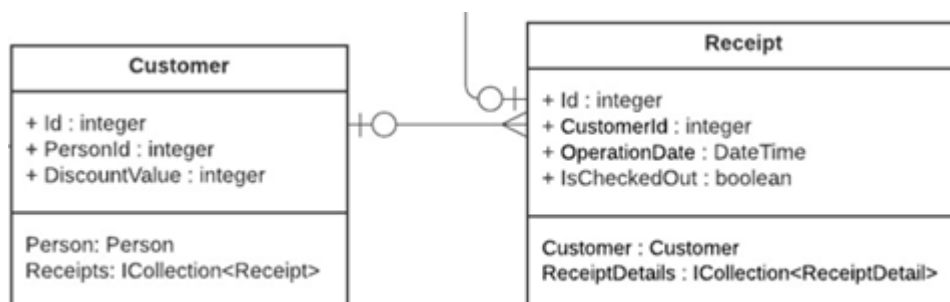 Customer
+ Id : integer
+ PersonId : integer
+ DiscountValue : integer
Person: Person
Receipts: ICollection<Receipt>
Receipt
+ Id : integer
+ CustomerId : integer
+ OperationDate : DateTime
+ IsCheckedOut : boolean
Customer : Customer
ReceiptDetails : ICollection<ReceiptDetail>